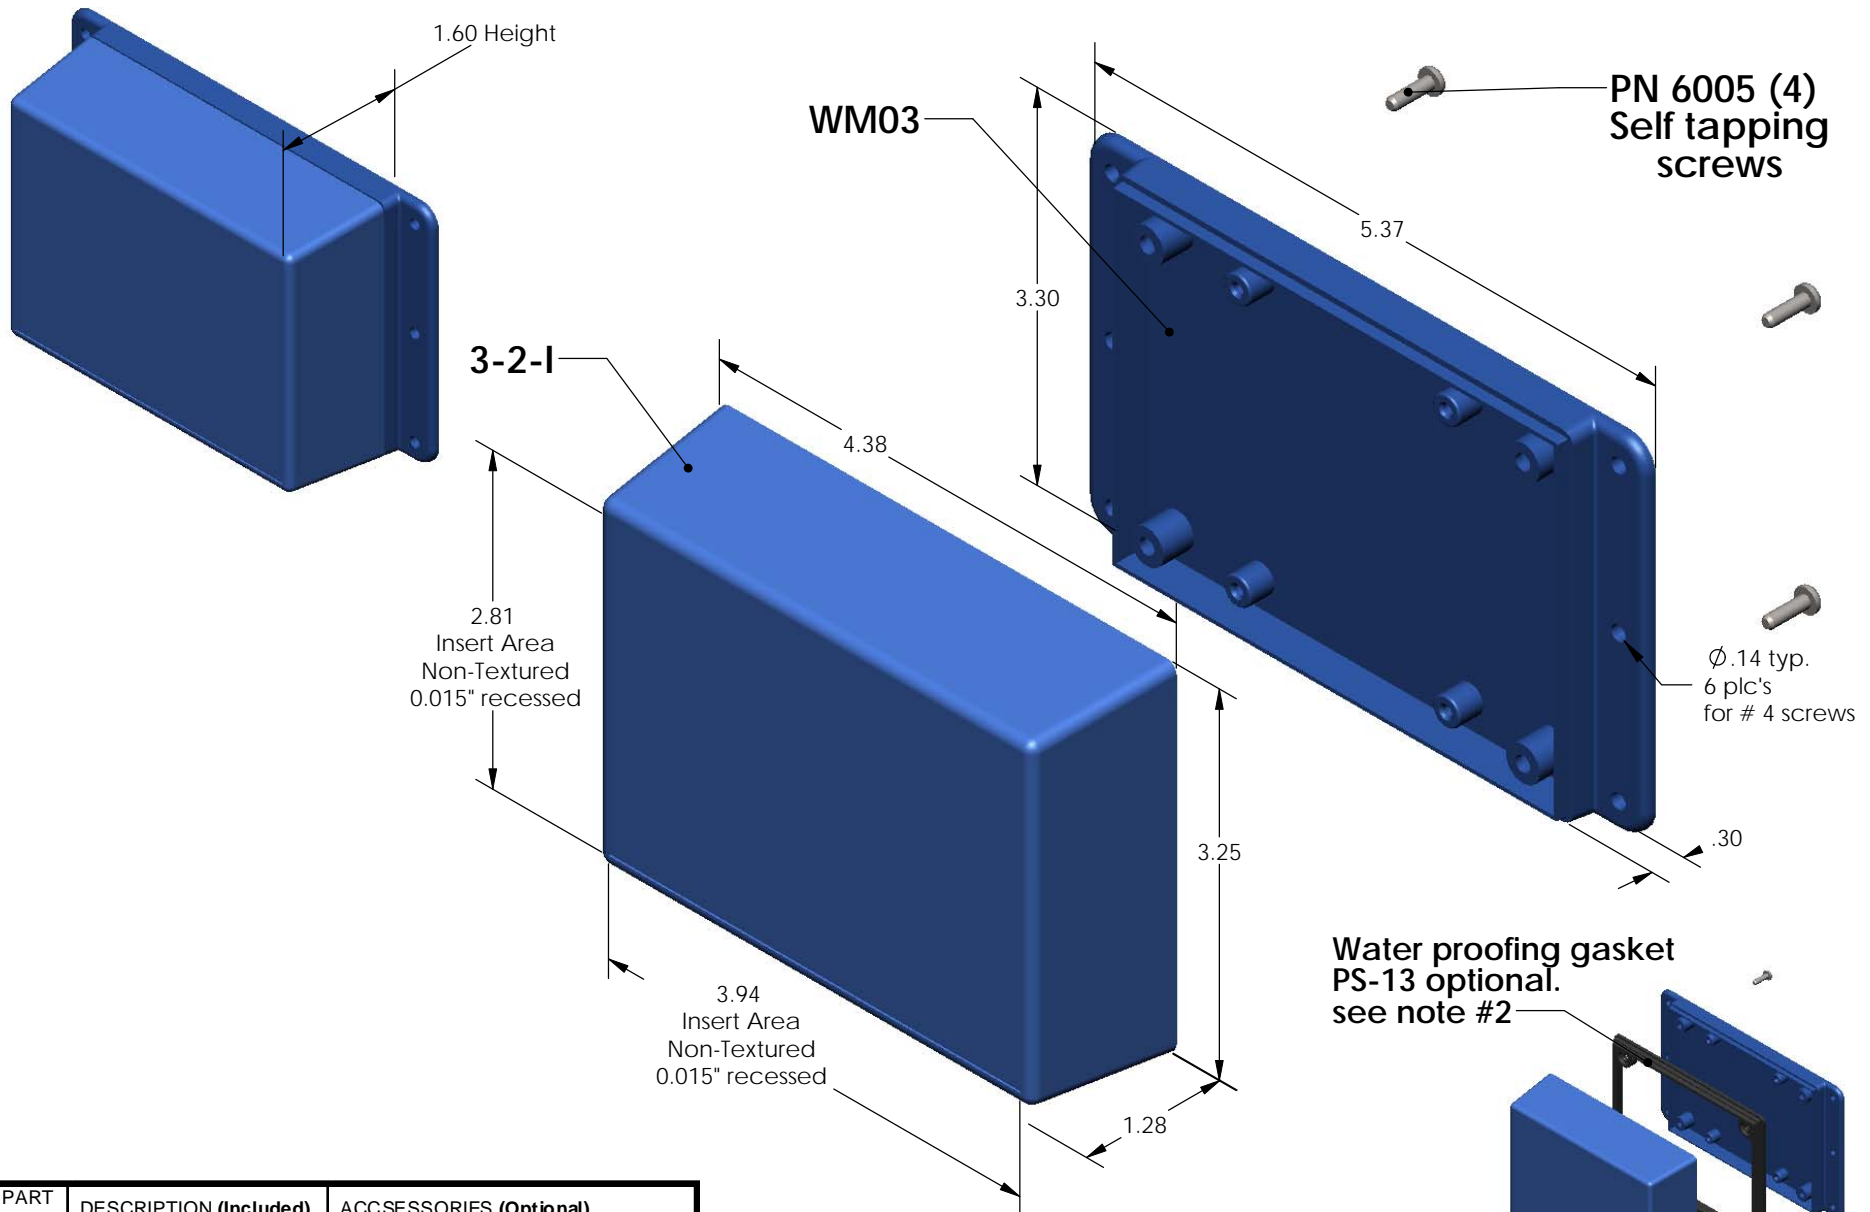 1.60 Height
WM03
PN 6005 (4)
Self tapping
screws
5.37
3.30
3-2-I
4.38
2.81
Insert Area
Non-Textured
0.015" recessed
Ø.14 typ.
6 plc's
for # 4 screws
3.25
.30
Water proofing gasket
PS-13 optional.
see note #2
3.94
Insert Area
Non-Textured
0.015" recessed
1.28
PART
DESCRIPTION (Included)
ACCSESSORIES (Optional)